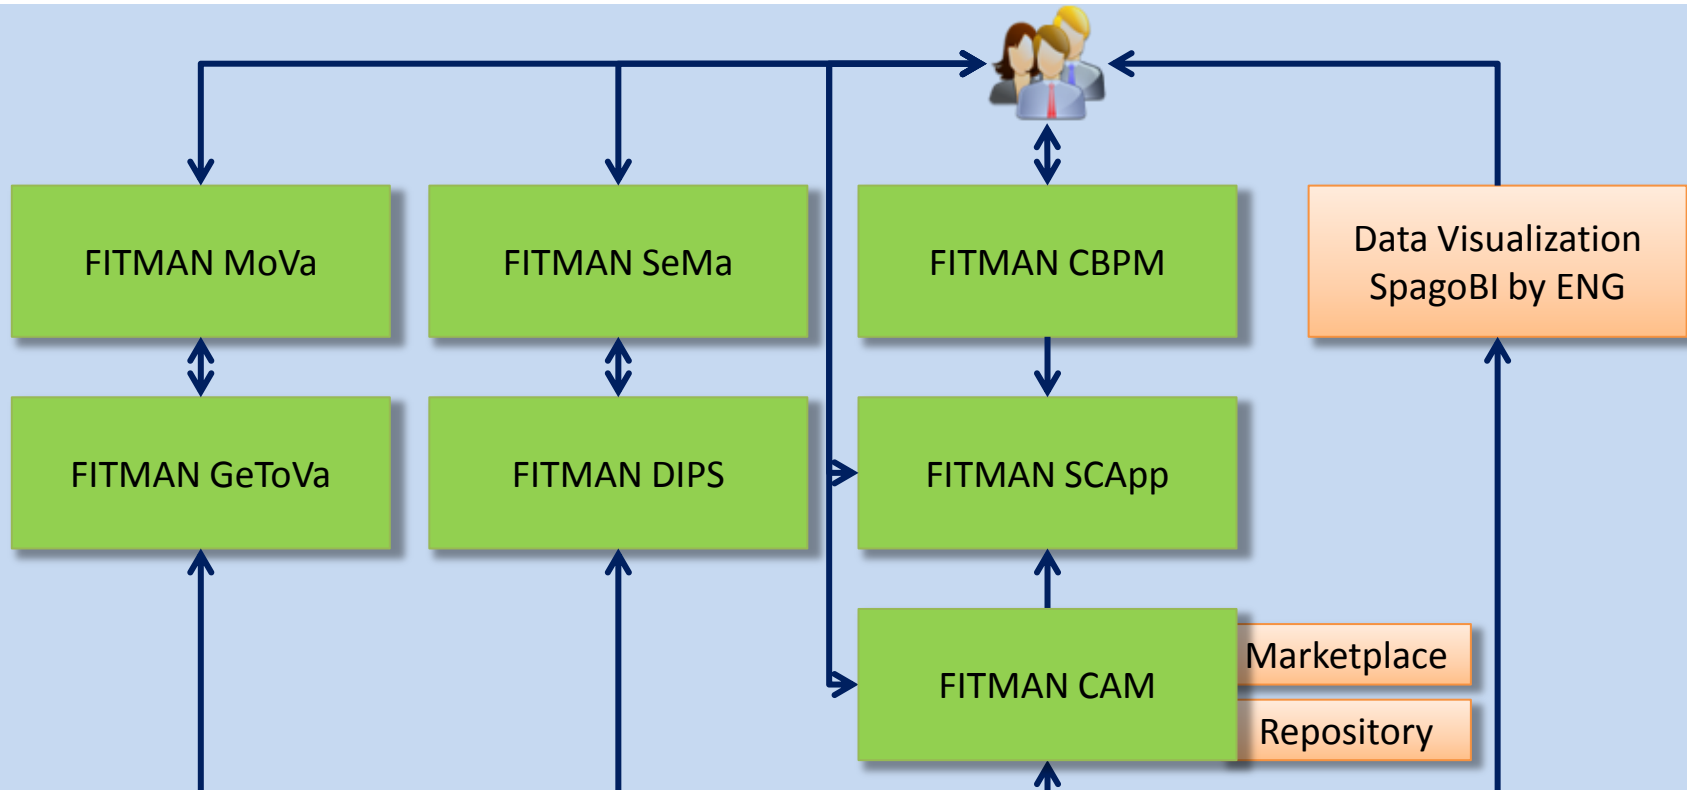 FITMAN MoVa
FITMAN SeMa
FITMAN CBPM
Data Visualization
SpagoBI by ENG
FITMAN GeToVa
FITMAN DIPS
FITMAN SCApp
FITMAN CAM
Marketplace
Repository